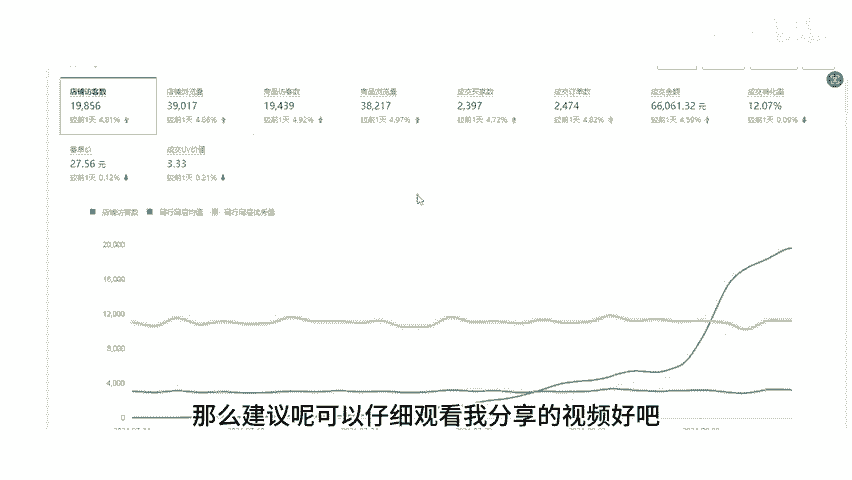 店铺访客数 店铺浏览量 商品访客数 商品浏览量 成交买家数 成交订单数 成交金额 成交转化率
19,856 39,017 19,439 38,217 2,397 2,474 66,061.32 元 12.07%
较前1天 4.81% 较前1天 4.86% 较前1天 4.92% 较前1天 4.97% 较前1天 4.72% 较前1天 4.82% 较前1天 4.59% 较前1天 0.09%
客单价 成交UV价值
27.56 元 3.33
较前1天 0.12% 较前1天 0.21%
店铺访客数 同行同层均值 同行同层优秀值
20,000
16,000
12,000
8,000
4,000
0
那么建议呢可以仔细观看我分享的视频好吧